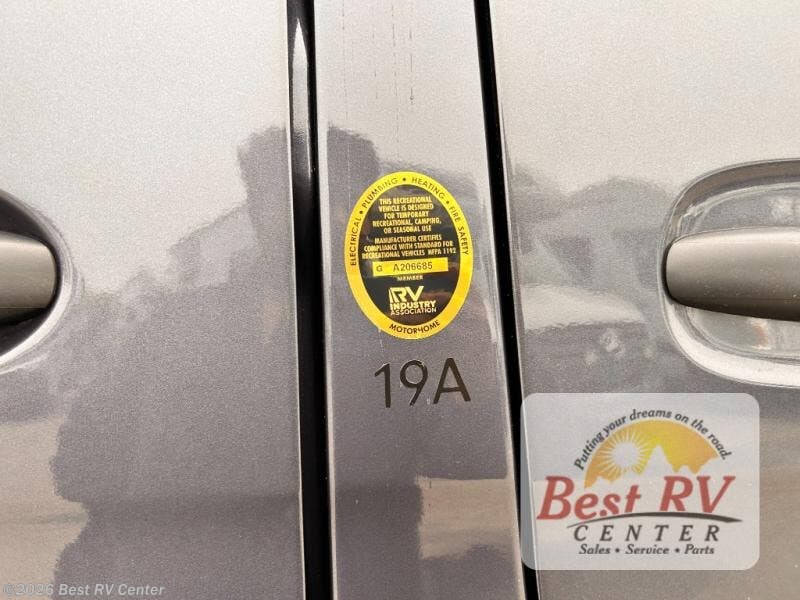 ELECTRICAL • PLUMBING • HEATING • FIRE SAFETY
THIS RECREATIONAL
VEHICLE IS DESIGNED
FOR TEMPORARY
RECREATIONAL, CAMPING,
OR SEASONAL USE
MANUFACTURER CERTIFIES
COMPLIANCE WITH STANDARD FOR
RECREATIONAL VEHICLES NFPA 1192
G A206685
MEMBER
RV
INDUSTRY
ASSOCIATION
MOTORHOME
19A
Putting your dreams on the road.
Best RV
CENTER
Sales • Service • Parts
©2026 Best RV Center